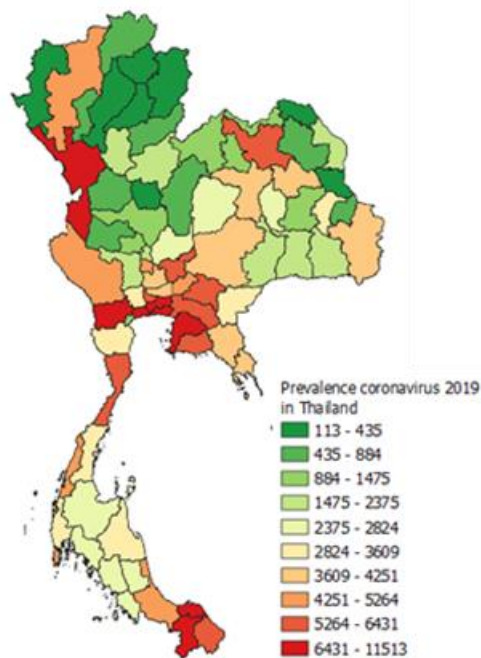 Prevalence coronavirus 2019
in Thailand
113 - 435
435 - 884
884 - 1475
1475 - 2375
2375 - 2824
2824 - 3609
3609 - 4251
4251 - 5264
5264 - 6431
6431 - 11513